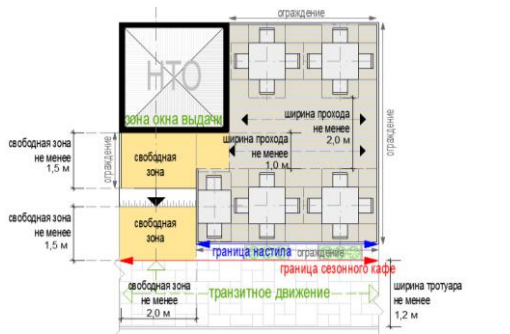 ограждение
НТО
зона окна выдачи
ширина прохода
не менее
2,0 м
ограждение
свободная зона
не менее
1,5 м
ограждение
свободная
зона
ширина прохода
не менее
1,0 м
свободная зона
не менее
1,5 м
свободная
зона
граница настила
ограждение
граница сезонного кафе
свободная зона
не менее
2,0 м
транзитное движение
ширина тротуара
не менее
1,2 м